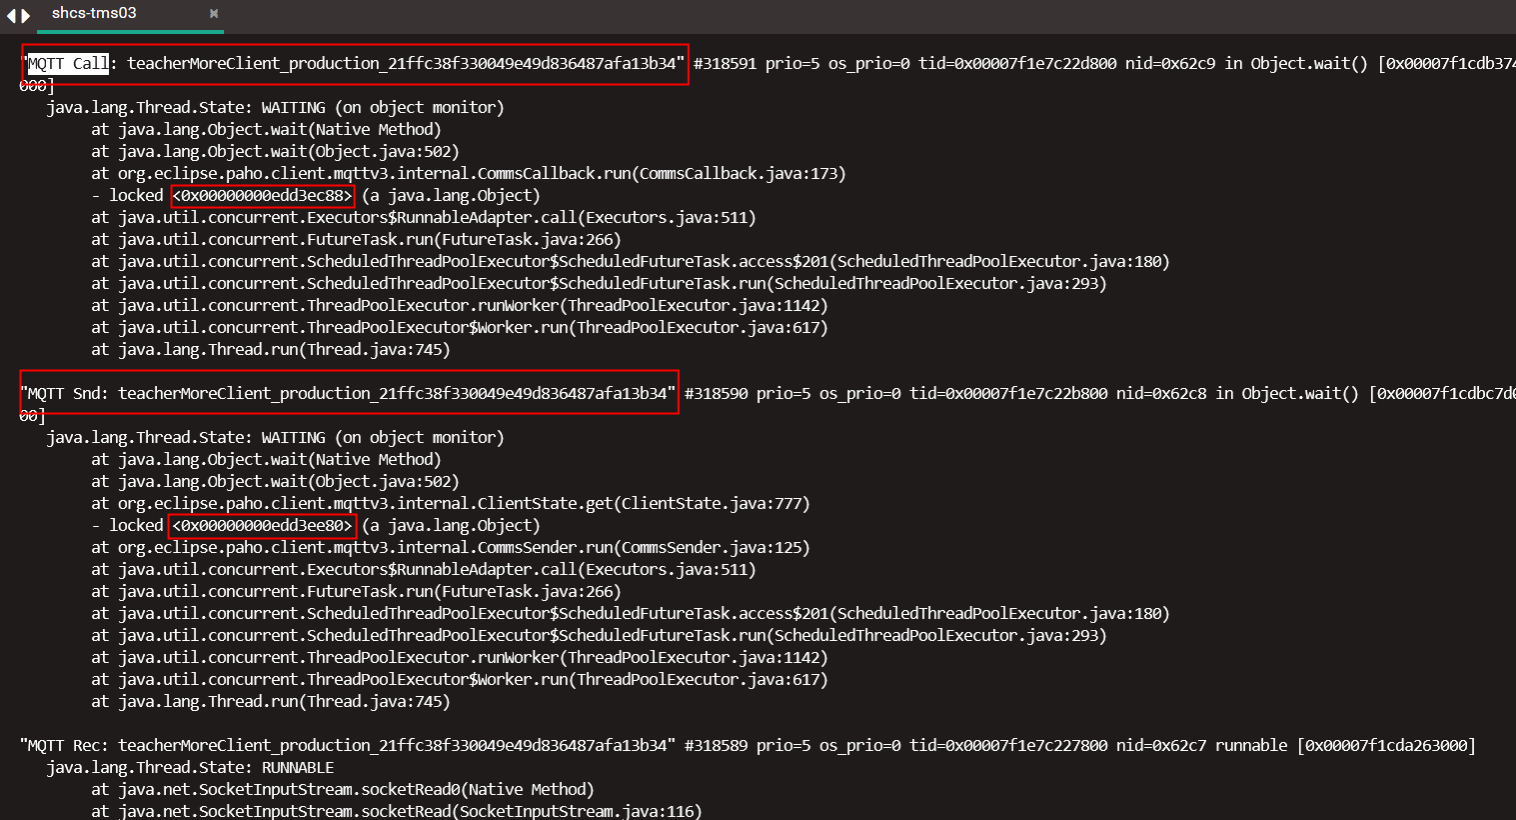 shcs-tms03
"MQTT Call: teacherMoreClient_production_21ffc38f330049e49d836487afa13b34" #318591 prio=5 os_prio=0 tid=0x00007f1e7c22d800 nid=0x62c9 in Object.wait() [0x00007f1cdb374
000]
java.lang.Thread.State: WAITING (on object monitor)
at java.lang.Object.wait(Native Method)
at java.lang.Object.wait(Object.java:502)
at org.eclipse.paho.client.mqttv3.internal.CommsCallback.run(CommsCallback.java:173)
- locked <0x00000000edd3ec88> (a java.lang.Object)
at java.util.concurrent.Executors$RunnableAdapter.call(Executors.java:511)
at java.util.concurrent.FutureTask.run(FutureTask.java:266)
at java.util.concurrent.ScheduledThreadPoolExecutor$ScheduledFutureTask.access$201(ScheduledThreadPoolExecutor.java:180)
at java.util.concurrent.ScheduledThreadPoolExecutor$ScheduledFutureTask.run(ScheduledThreadPoolExecutor.java:293)
at java.util.concurrent.ThreadPoolExecutor.runWorker(ThreadPoolExecutor.java:1142)
at java.util.concurrent.ThreadPoolExecutor$Worker.run(ThreadPoolExecutor.java:617)
at java.lang.Thread.run(Thread.java:745)
"MQTT Snd: teacherMoreClient_production_21ffc38f330049e49d836487afa13b34" #318590 prio=5 os_prio=0 tid=0x00007f1e7c22b800 nid=0x62c8 in Object.wait() [0x00007f1cdbc7d0
00]
java.lang.Thread.State: WAITING (on object monitor)
at java.lang.Object.wait(Native Method)
at java.lang.Object.wait(Object.java:502)
at org.eclipse.paho.client.mqttv3.internal.ClientState.get(ClientState.java:777)
- locked <0x00000000edd3ee80> (a java.lang.Object)
at org.eclipse.paho.client.mqttv3.internal.CommsSender.run(CommsSender.java:125)
at java.util.concurrent.Executors$RunnableAdapter.call(Executors.java:511)
at java.util.concurrent.FutureTask.run(FutureTask.java:266)
at java.util.concurrent.ScheduledThreadPoolExecutor$ScheduledFutureTask.access$201(ScheduledThreadPoolExecutor.java:180)
at java.util.concurrent.ScheduledThreadPoolExecutor$ScheduledFutureTask.run(ScheduledThreadPoolExecutor.java:293)
at java.util.concurrent.ThreadPoolExecutor.runWorker(ThreadPoolExecutor.java:1142)
at java.util.concurrent.ThreadPoolExecutor$Worker.run(ThreadPoolExecutor.java:617)
at java.lang.Thread.run(Thread.java:745)
"MQTT Rec: teacherMoreClient_production_21ffc38f330049e49d836487afa13b34" #318589 prio=5 os_prio=0 tid=0x00007f1e7c227800 nid=0x62c7 runnable [0x00007f1cda263000]
java.lang.Thread.State: RUNNABLE
at java.net.SocketInputStream.socketRead0(Native Method)
at java.net.SocketInputStream.socketRead(SocketInputStream.java:116)